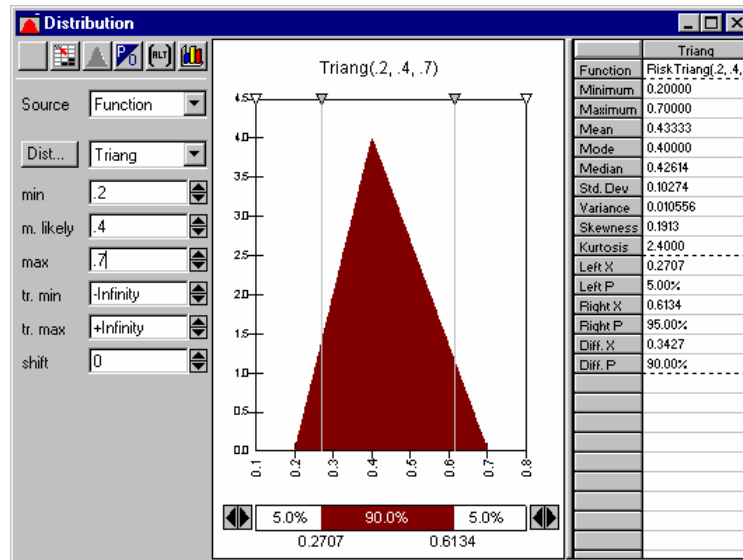 Distribution
P/O (ALT)
Source Function
Dist... Triang
min .2
m. likely .4
max .7
tr. min -Infinity
tr. max +Infinity
shift 0
Triang(.2, .4, .7)
4.5
4.0
3.5
3.0
2.5
2.0
1.5
1.0
0.5
0.0
0.1 0.2 0.3 0.4 0.5 0.6 0.7 0.8
5.0% 90.0% 5.0%
0.2707 0.6134
Triang
Function RiskTriang(.2, .4,
Minimum 0.20000
Maximum 0.70000
Mean 0.43333
Mode 0.40000
Median 0.42614
Std. Dev 0.10274
Variance 0.010556
Skewness 0.1913
Kurtosis 2.4000
Left X 0.2707
Left P 5.00%
Right X 0.6134
Right P 95.00%
Diff. X 0.3427
Diff. P 90.00%